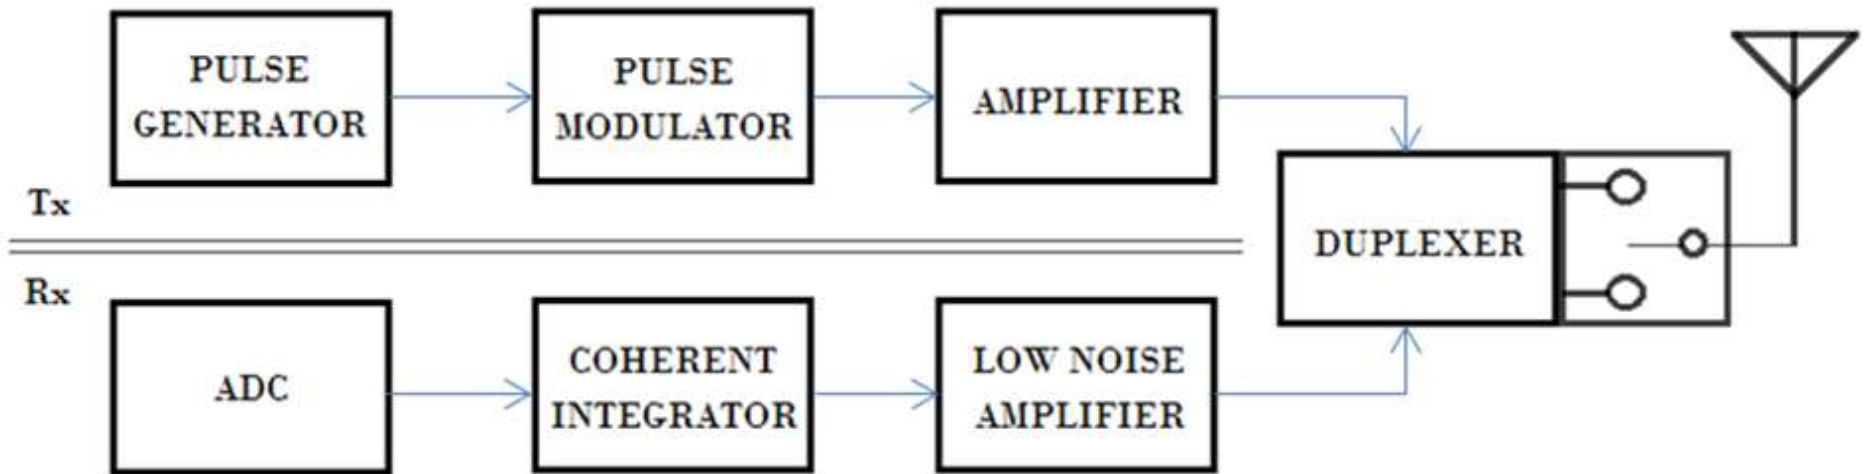 PULSE
GENERATOR
PULSE
MODULATOR
AMPLIFIER
DUPLEXER
Tx
Rx
ADC
COHERENT
INTEGRATOR
LOW NOISE
AMPLIFIER